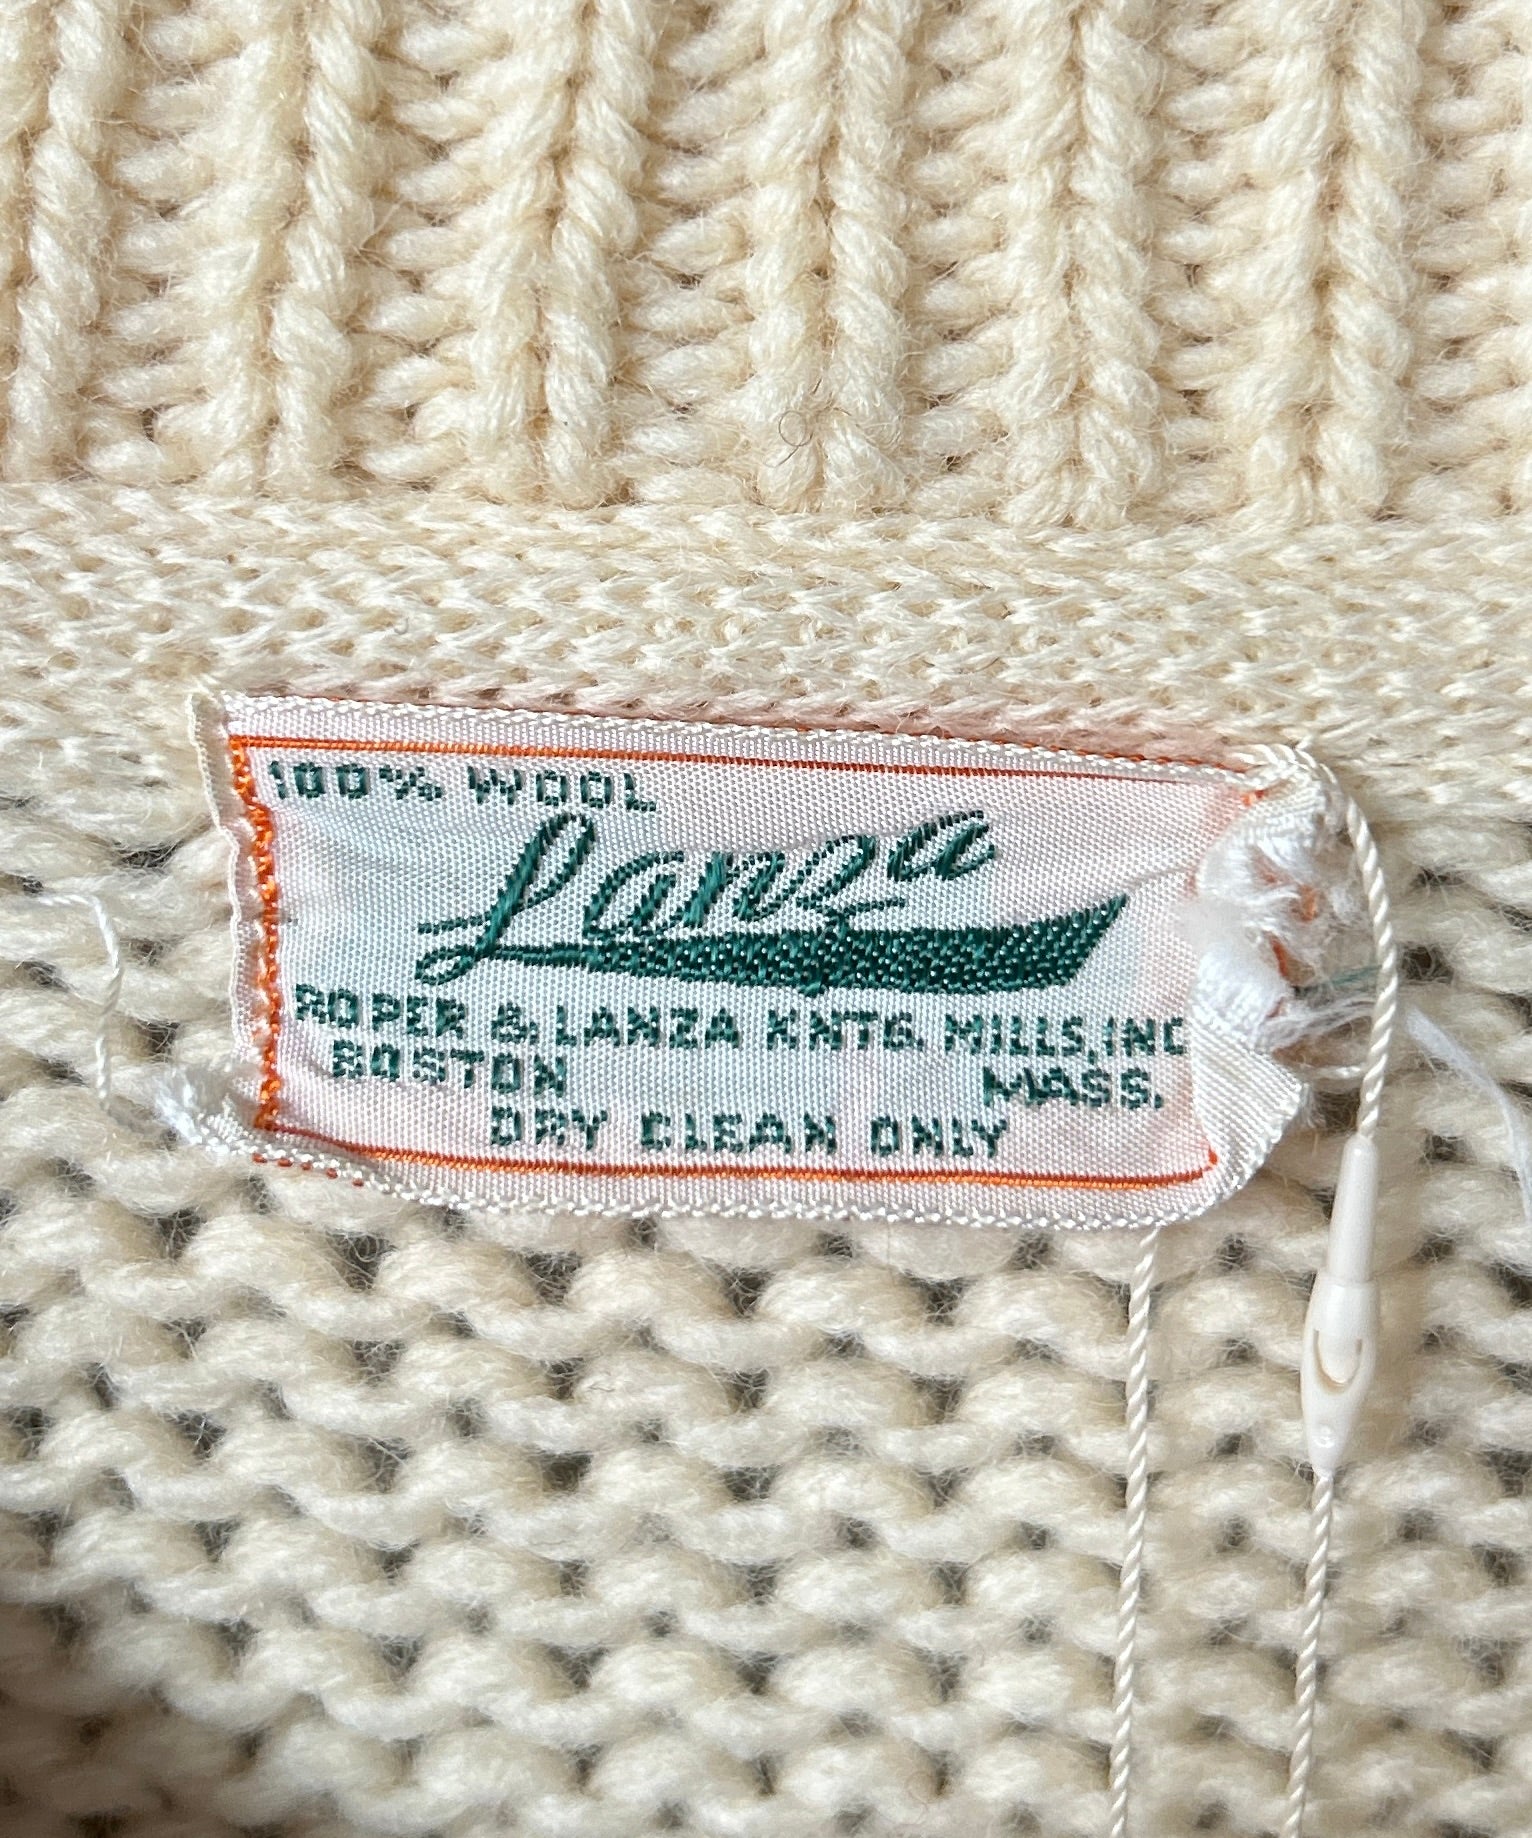 100% WOOL
Lanza
ROPER & LANZA KNTG. MILLS, INC
BOSTON MASS.
DRY CLEAN ONLY